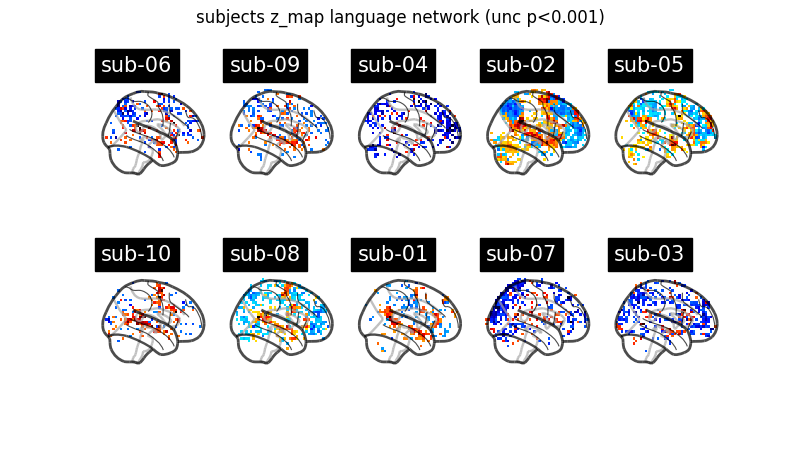 subjects z_map language network (unc p<0.001)
sub-06
sub-09
sub-04
sub-02
sub-05
sub-10
sub-08
sub-01
sub-07
sub-03